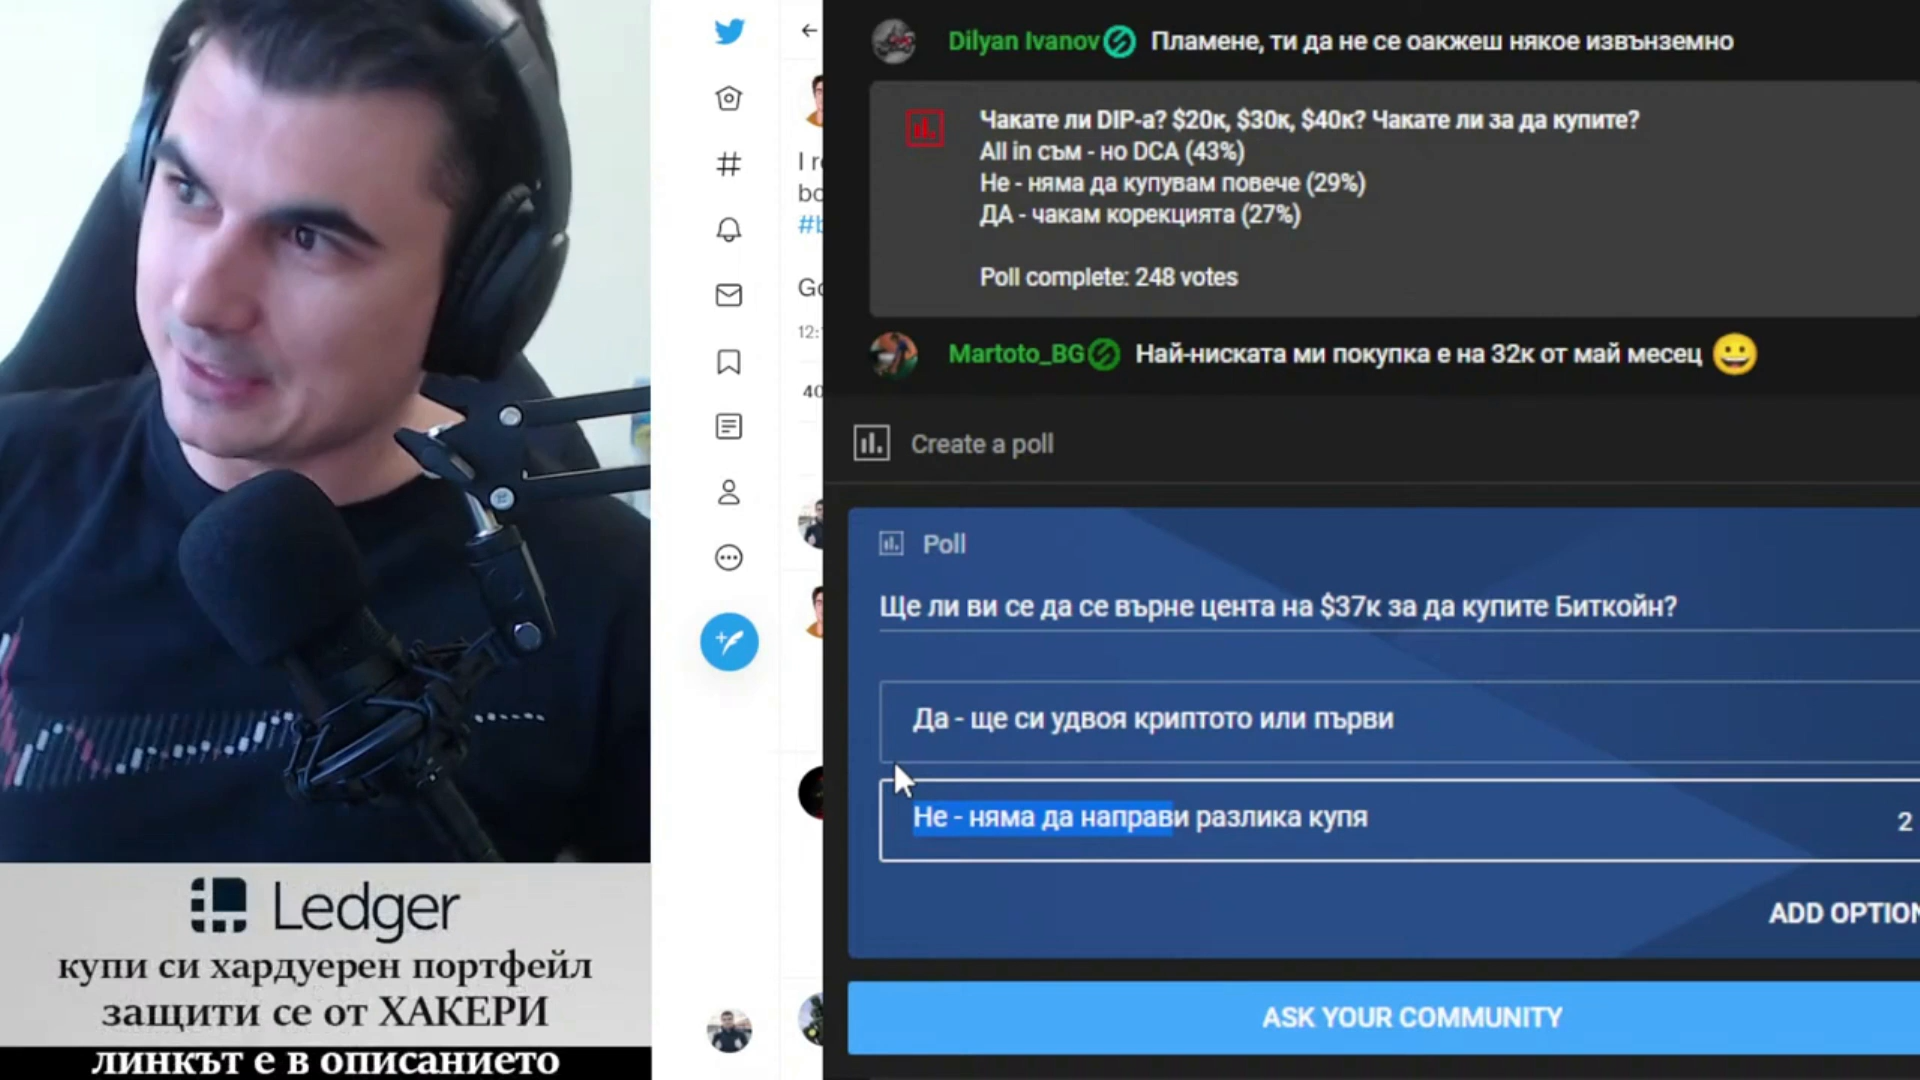 Dilyan Ivanov Пламене, ти да не се оакжеш някое извънземно
Чакате ли DIP-а? $20к, $30к, $40к? Чакате ли за да купите?
All in съм - но DCA (43%)
Не - няма да купувам повече (29%)
ДА - чакам корекцията (27%)
Poll complete: 248 votes
Martoto_BG Най-ниската ми покупка е на 32к от май месец
Create a poll
Poll
Ще ли ви се да се върне цента на $37к за да купите Биткойн?
Да - ще си удвоя криптото или първи
Не - няма да направи разлика купя
2
ADD OPTION
ASK YOUR COMMUNITY
I
#b
12:
40
Ledger
купи си хардуерен портфейл
защити се от ХАКЕРИ
линкът е в описанието